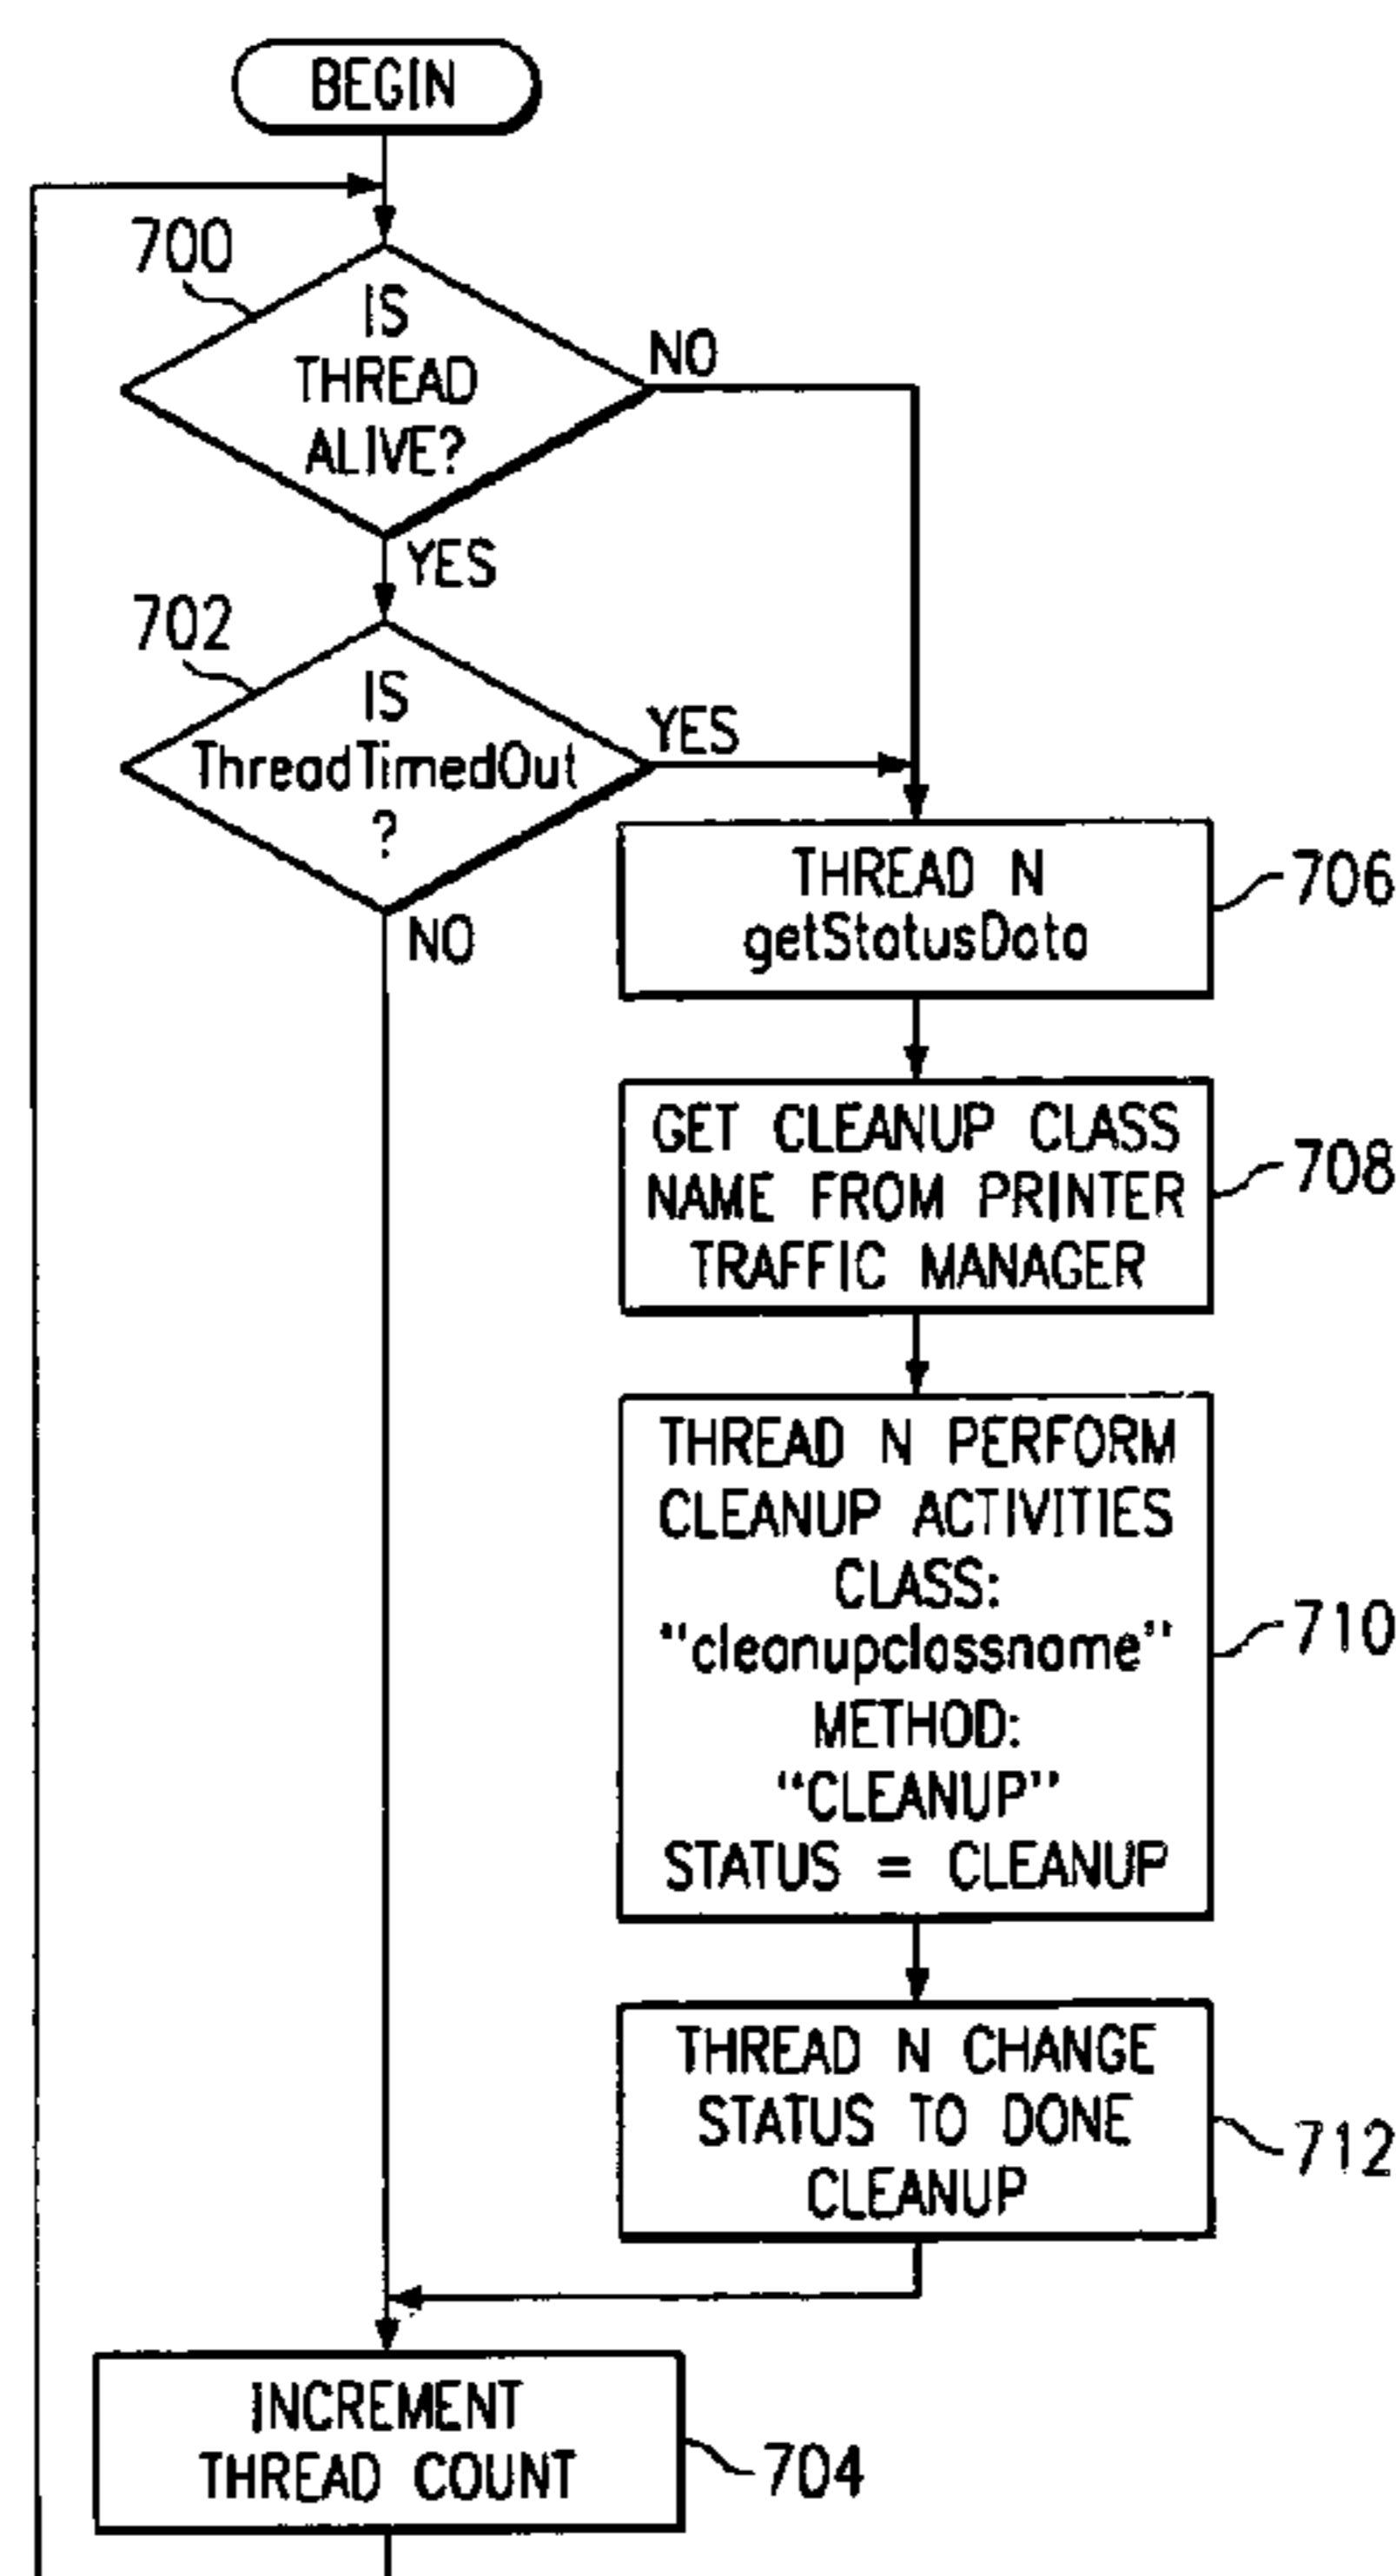 BEGIN
700
IS
THREAD
ALIVE?
NO
YES
702
IS
ThreadTimedOut
?
YES
NO
THREAD N
getStatusData
706
GET CLEANUP CLASS
NAME FROM PRINTER
TRAFFIC MANAGER
708
THREAD N PERFORM
CLEANUP ACTIVITIES
CLASS:
"cleanupclassname"
METHOD:
"CLEANUP"
STATUS = CLEANUP
710
THREAD N CHANGE
STATUS TO DONE
CLEANUP
712
INCREMENT
THREAD COUNT
704